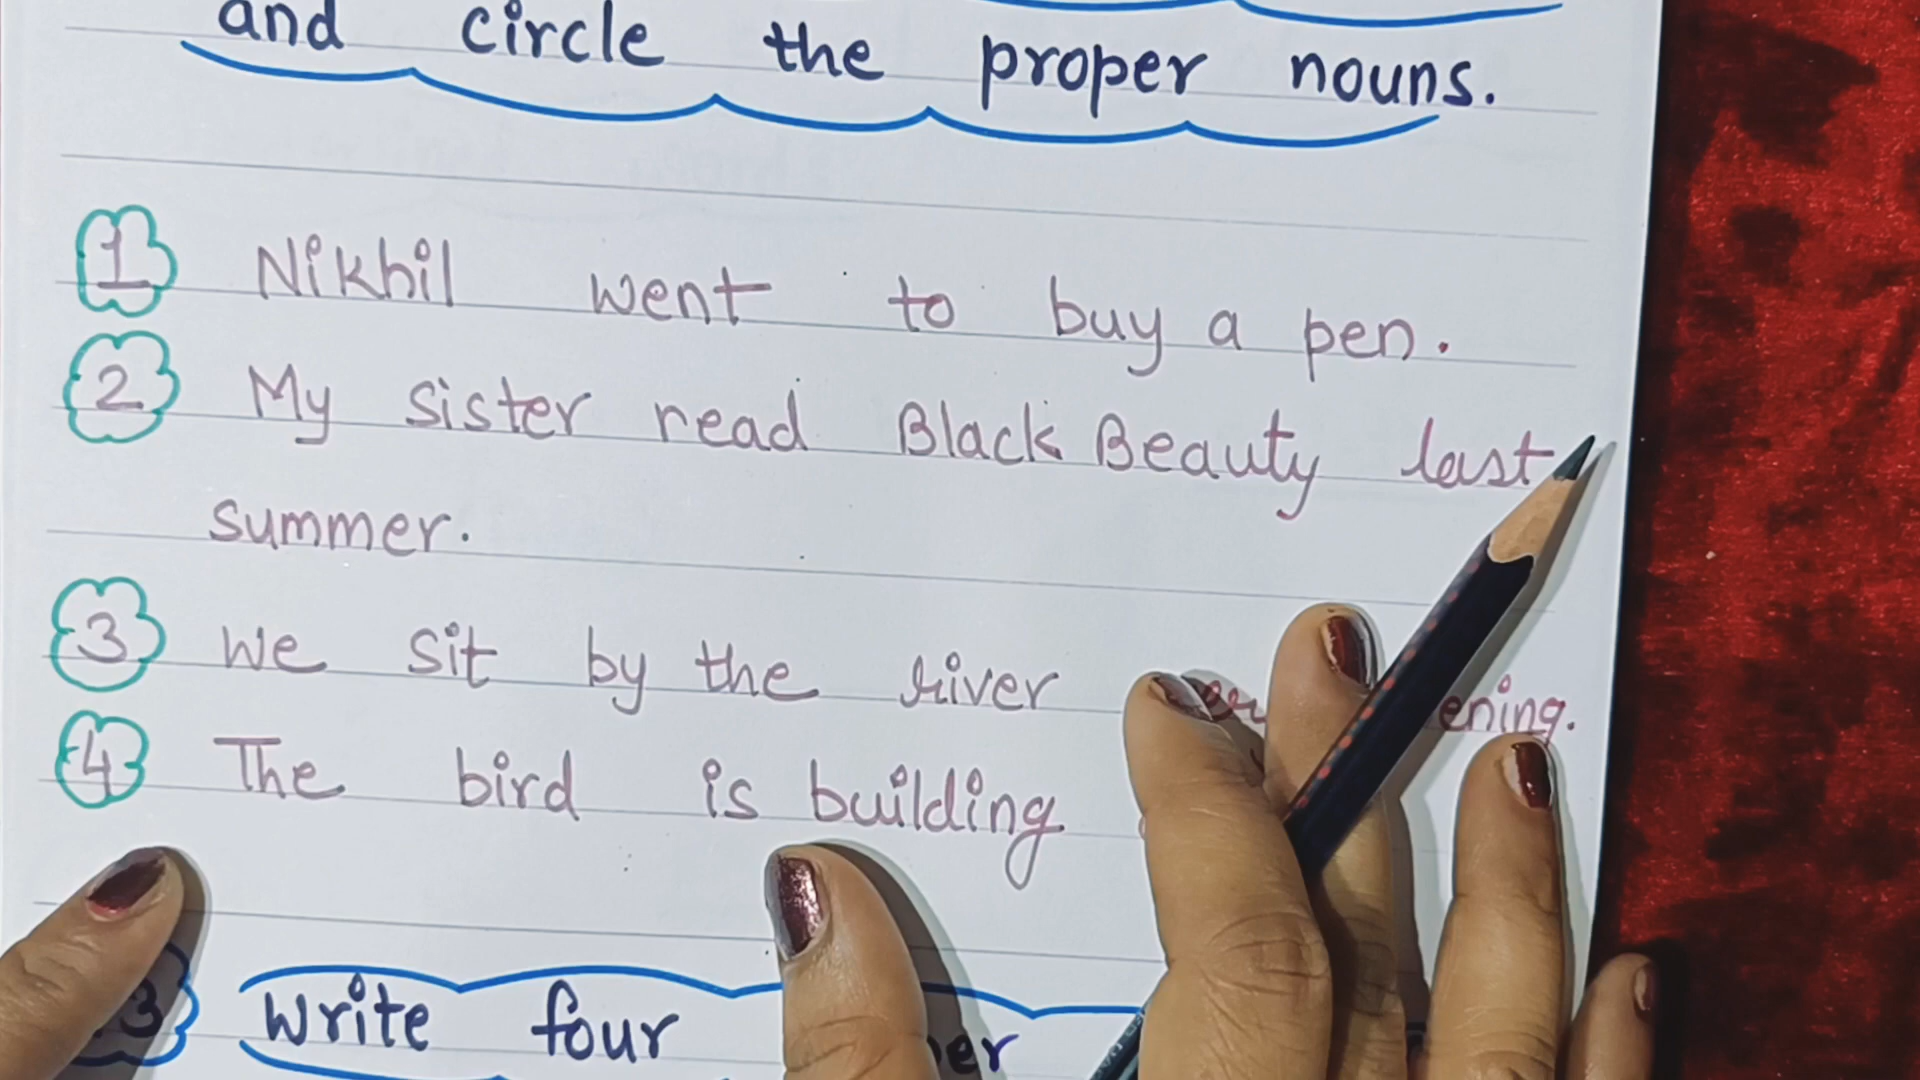 and circle the proper nouns.
1 Nikhil went to buy a pen.
2 My sister read Black Beauty last
summer.
3 We sit by the river
4 The bird is building
3 Write four